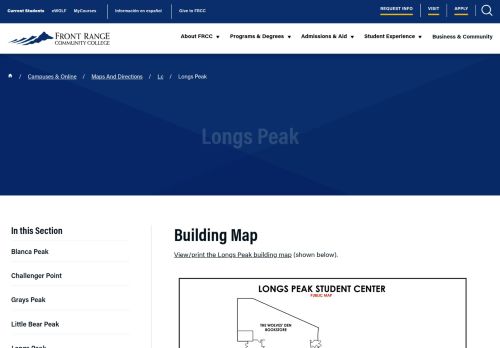 Current Students eWOLF MyCourses Información en español Give to FRCC REQUEST INFO VISIT APPLY
FRONT RANGE
COMMUNITY COLLEGE
About FRCC Programs & Degrees Admissions & Aid Student Experience Business & Community
/ Campuses & Online / Maps And Directions / Lc / Longs Peak
Longs Peak
In this Section
Blanca Peak
Challenger Point
Grays Peak
Little Bear Peak
Longs Peak
Building Map
View/print the Longs Peak building map (shown below).
LONGS PEAK STUDENT CENTER
PUBLIC MAP
THE WOLVES' DEN
BOOKSTORE